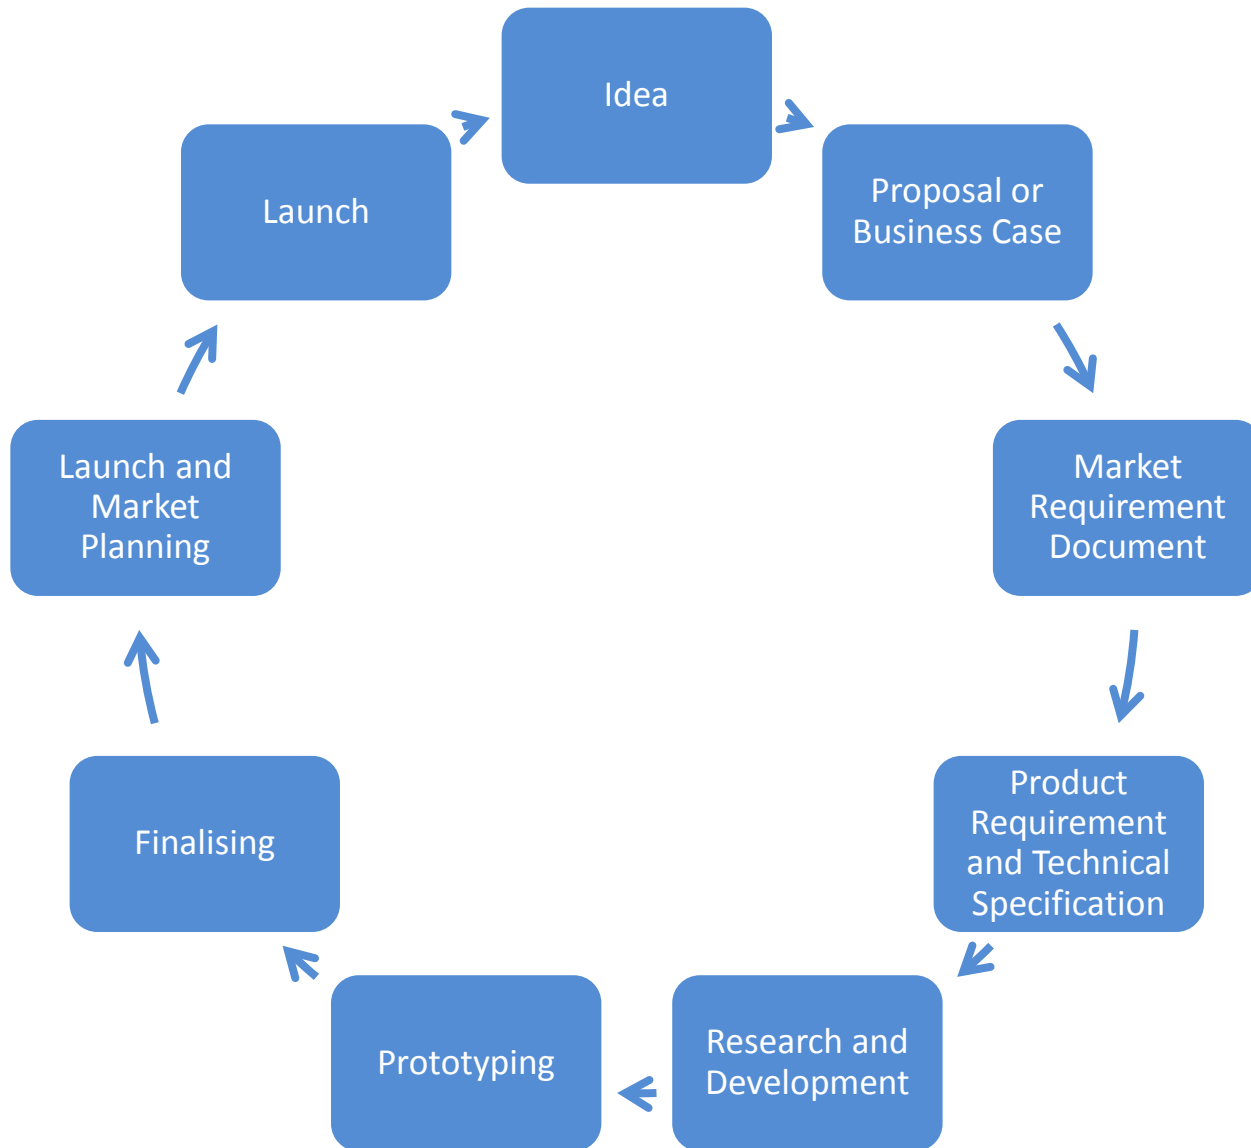 Idea
Proposal or
Business Case
Market
Requirement
Document
Product
Requirement
and Technical
Specification
Research and
Development
Prototyping
Finalising
Launch and
Market
Planning
Launch